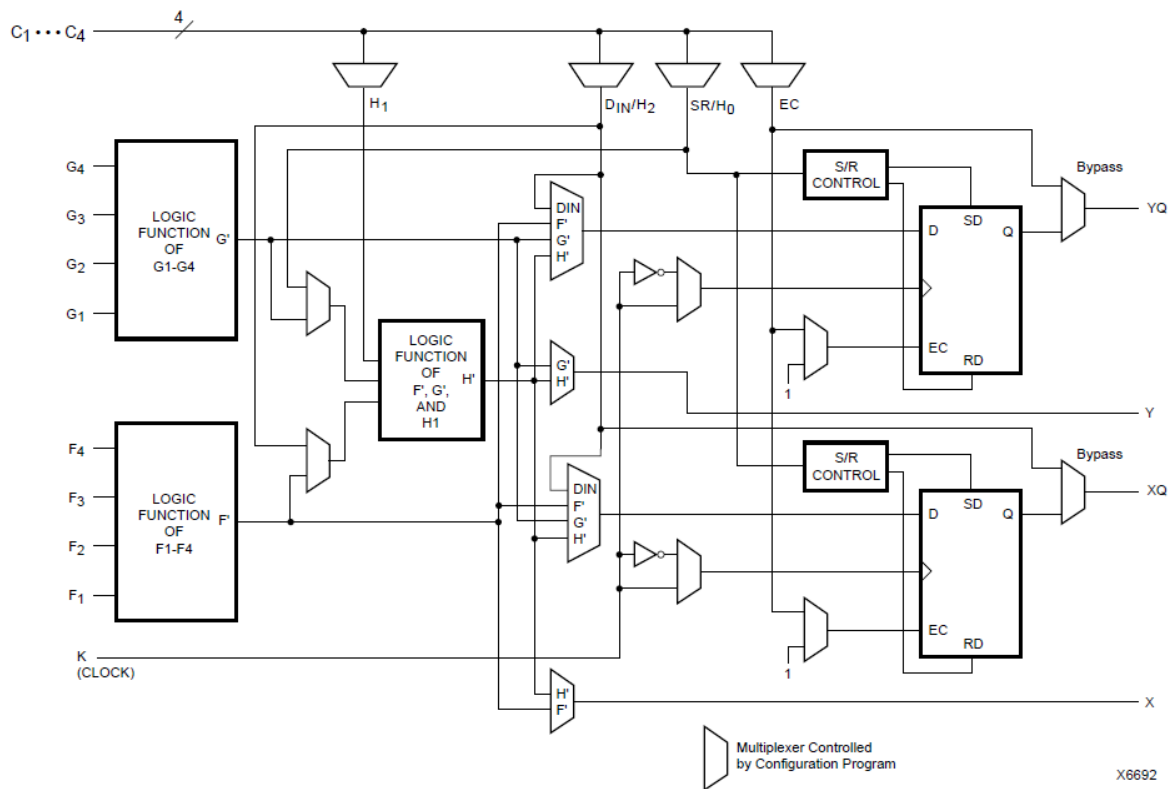 C1 ••• C4
4
H1
DIN/H2
SR/H0
EC
G4
G3
G2
G1
LOGIC
FUNCTION
OF
G1-G4
G'
F4
F3
F2
F1
LOGIC
FUNCTION
OF
F1-F4
F'
LOGIC
FUNCTION
OF
F', G',
AND
H1
H'
DIN
F'
G'
H'
G'
H'
DIN
F'
G'
H'
H'
F'
S/R
CONTROL
D
SD
Q
EC
RD
1
Bypass
YQ
Y
S/R
CONTROL
D
SD
Q
EC
RD
1
Bypass
XQ
X
K
(CLOCK)
Multiplexer Controlled
by Configuration Program
X6692